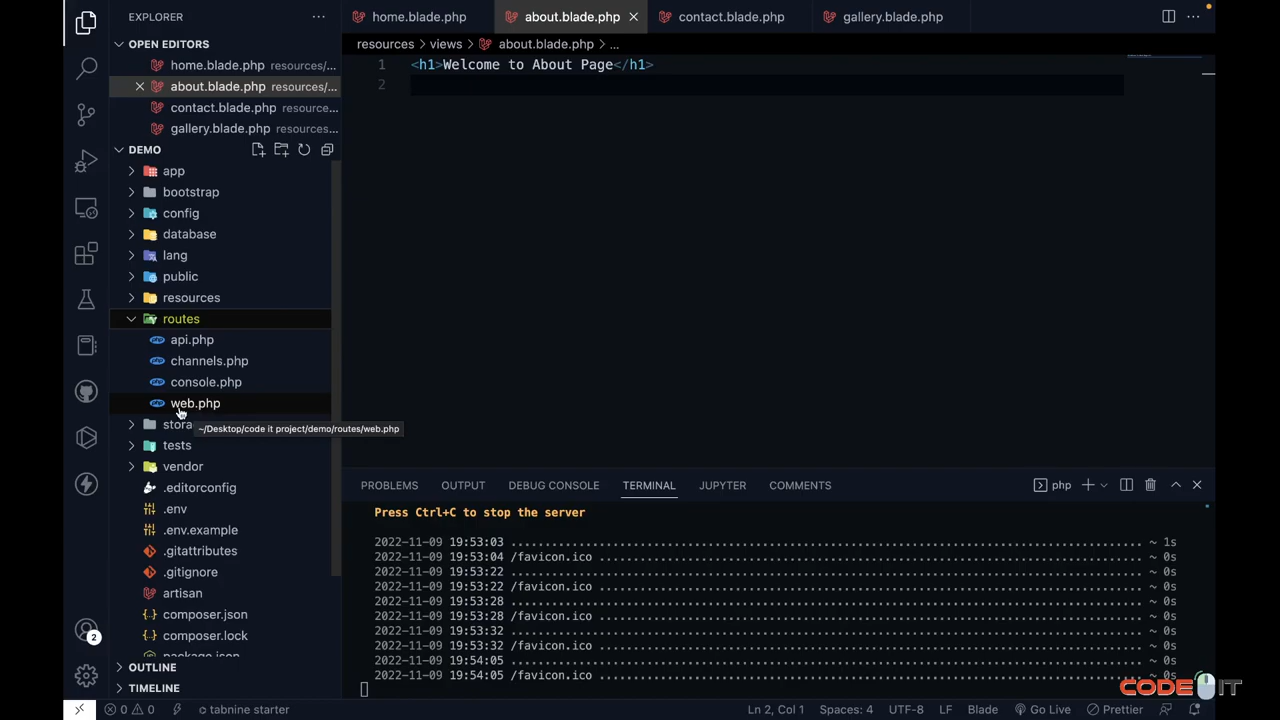 EXPLORER
home.blade.php
about.blade.php
contact.blade.php
gallery.blade.php
OPEN EDITORS
home.blade.php resources/...
about.blade.php resources/...
contact.blade.php resource...
gallery.blade.php resources...
resources > views > about.blade.php > ...
1 <h1>Welcome to About Page</h1>
2
DEMO
app
bootstrap
config
database
lang
public
resources
routes
api.php
channels.php
console.php
web.php
stora
~/Desktop/code it project/demo/routes/web.php
tests
vendor
.editorconfig
.env
.env.example
.gitattributes
.gitignore
artisan
composer.json
composer.lock
package.json
OUTLINE
TIMELINE
2
PROBLEMS OUTPUT DEBUG CONSOLE TERMINAL JUPYTER COMMENTS php
Press Ctrl+C to stop the server
2022-11-09 19:53:03 ........................................................................................ ~ 1s
2022-11-09 19:53:04 /favicon.ico ............................................................................. ~ 0s
2022-11-09 19:53:22 ........................................................................................ ~ 0s
2022-11-09 19:53:22 /favicon.ico ............................................................................. ~ 0s
2022-11-09 19:53:28 ........................................................................................ ~ 0s
2022-11-09 19:53:28 /favicon.ico ............................................................................. ~ 0s
2022-11-09 19:53:32 ........................................................................................ ~ 0s
2022-11-09 19:53:32 /favicon.ico ............................................................................. ~ 0s
2022-11-09 19:54:05 ........................................................................................ ~ 0s
2022-11-09 19:54:05 /favicon.ico ............................................................................. ~ 0s
CODE IT
0 0 tabnine starter Ln 2, Col 1 Spaces: 4 UTF-8 LF Blade Go Live Prettier